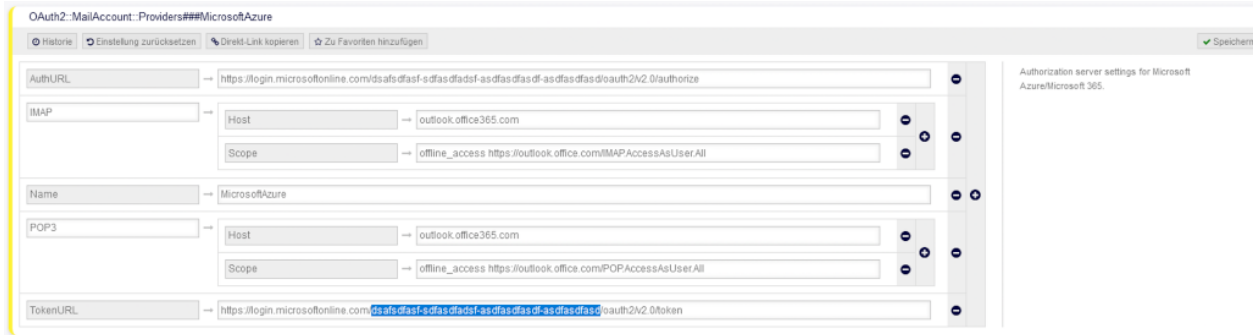 OAuth2::MailAccount::Providers###MicrosoftAzure
Historie Einstellung zurücksetzen Direkt-Link kopieren Zu Favoriten hinzufügen Speichern
AuthURL → https://login.microsoftonline.com/dsafsdfasf-sdfasdfadsf-asdfasdfasdf-asdfasdfasd/oauth2/v2.0/authorize
Authorization server settings for Microsoft
Azure/Microsoft 365.
IMAP →
Host → outlook.office365.com
Scope → offline_access https://outlook.office.com/IMAP.AccessAsUser.All
Name → MicrosoftAzure
POP3 →
Host → outlook.office365.com
Scope → offline_access https://outlook.office.com/POP.AccessAsUser.All
TokenURL → https://login.microsoftonline.com/dsafsdfasf-sdfasdfadsf-asdfasdfasdf-asdfasdfasd/oauth2/v2.0/token